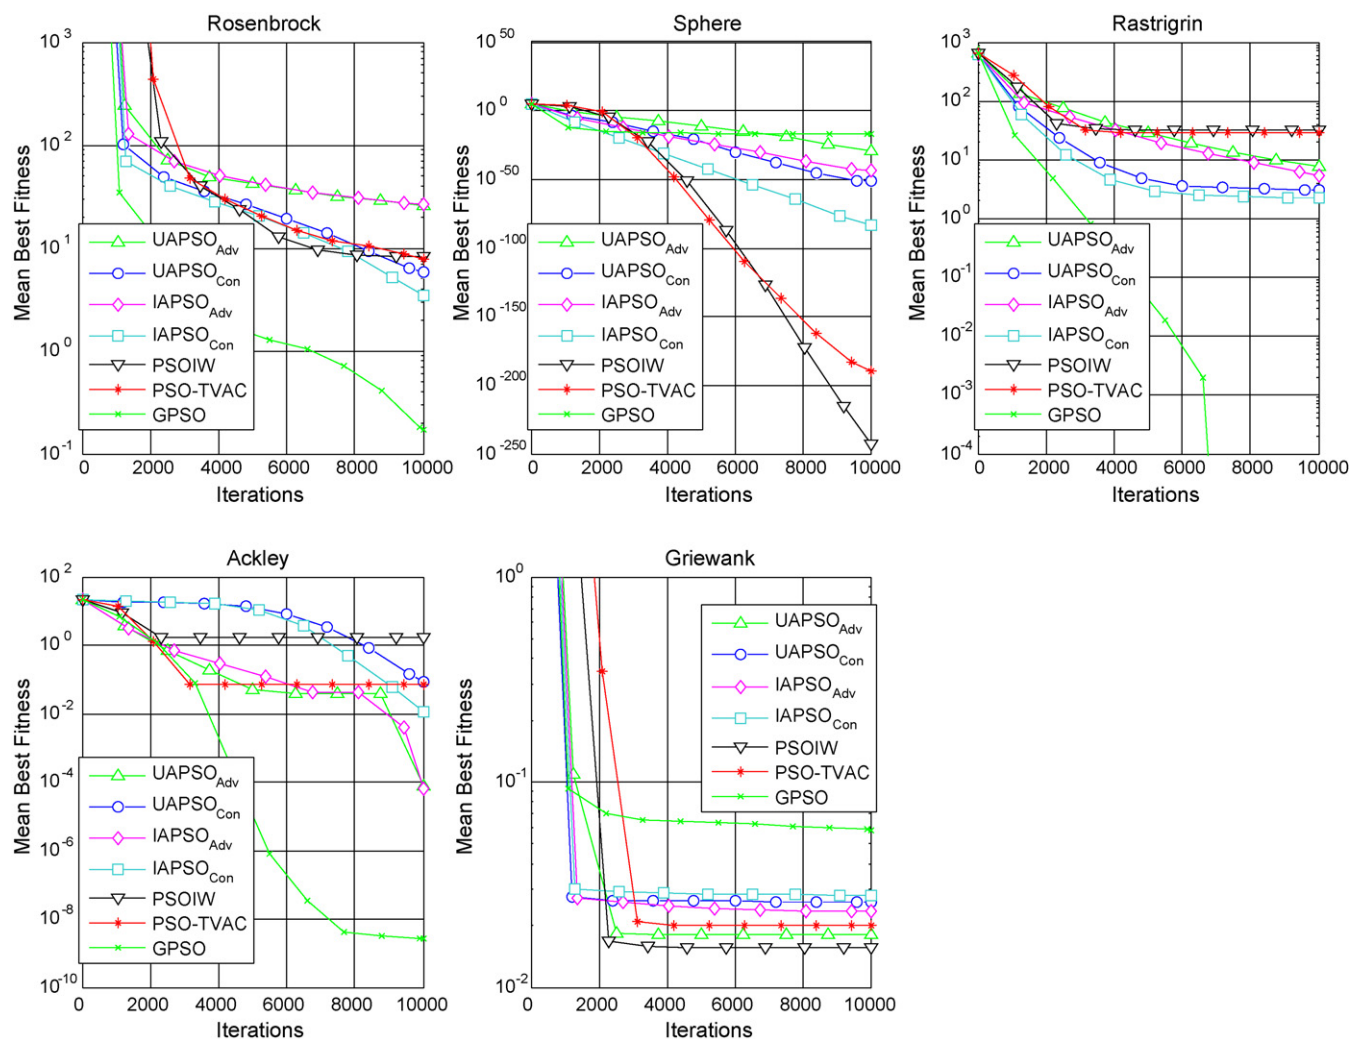 Rosenbrock
Mean Best Fitness
10^3
10^2
10^1
10^0
10^-1
0 2000 4000 6000 8000 10000
Iterations
UAPSO_Adv
UAPSO_Con
IAPSO_Adv
IAPSO_Con
PSOIW
PSO-TVAC
GPSO
Sphere
Mean Best Fitness
10^50
10^0
10^-50
10^-100
10^-150
10^-200
10^-250
0 2000 4000 6000 8000 10000
Iterations
UAPSO_Adv
UAPSO_Con
IAPSO_Adv
IAPSO_Con
PSOIW
PSO-TVAC
GPSO
Rastrigrin
Mean Best Fitness
10^3
10^2
10^1
10^0
10^-1
10^-2
10^-3
10^-4
0 2000 4000 6000 8000 10000
Iterations
UAPSO_Adv
UAPSO_Con
IAPSO_Adv
IAPSO_Con
PSOIW
PSO-TVAC
GPSO
Ackley
Mean Best Fitness
10^2
10^0
10^-2
10^-4
10^-6
10^-8
10^-10
0 2000 4000 6000 8000 10000
Iterations
UAPSO_Adv
UAPSO_Con
IAPSO_Adv
IAPSO_Con
PSOIW
PSO-TVAC
GPSO
Griewank
Mean Best Fitness
10^0
10^-1
10^-2
0 2000 4000 6000 8000 10000
Iterations
UAPSO_Adv
UAPSO_Con
IAPSO_Adv
IAPSO_Con
PSOIW
PSO-TVAC
GPSO